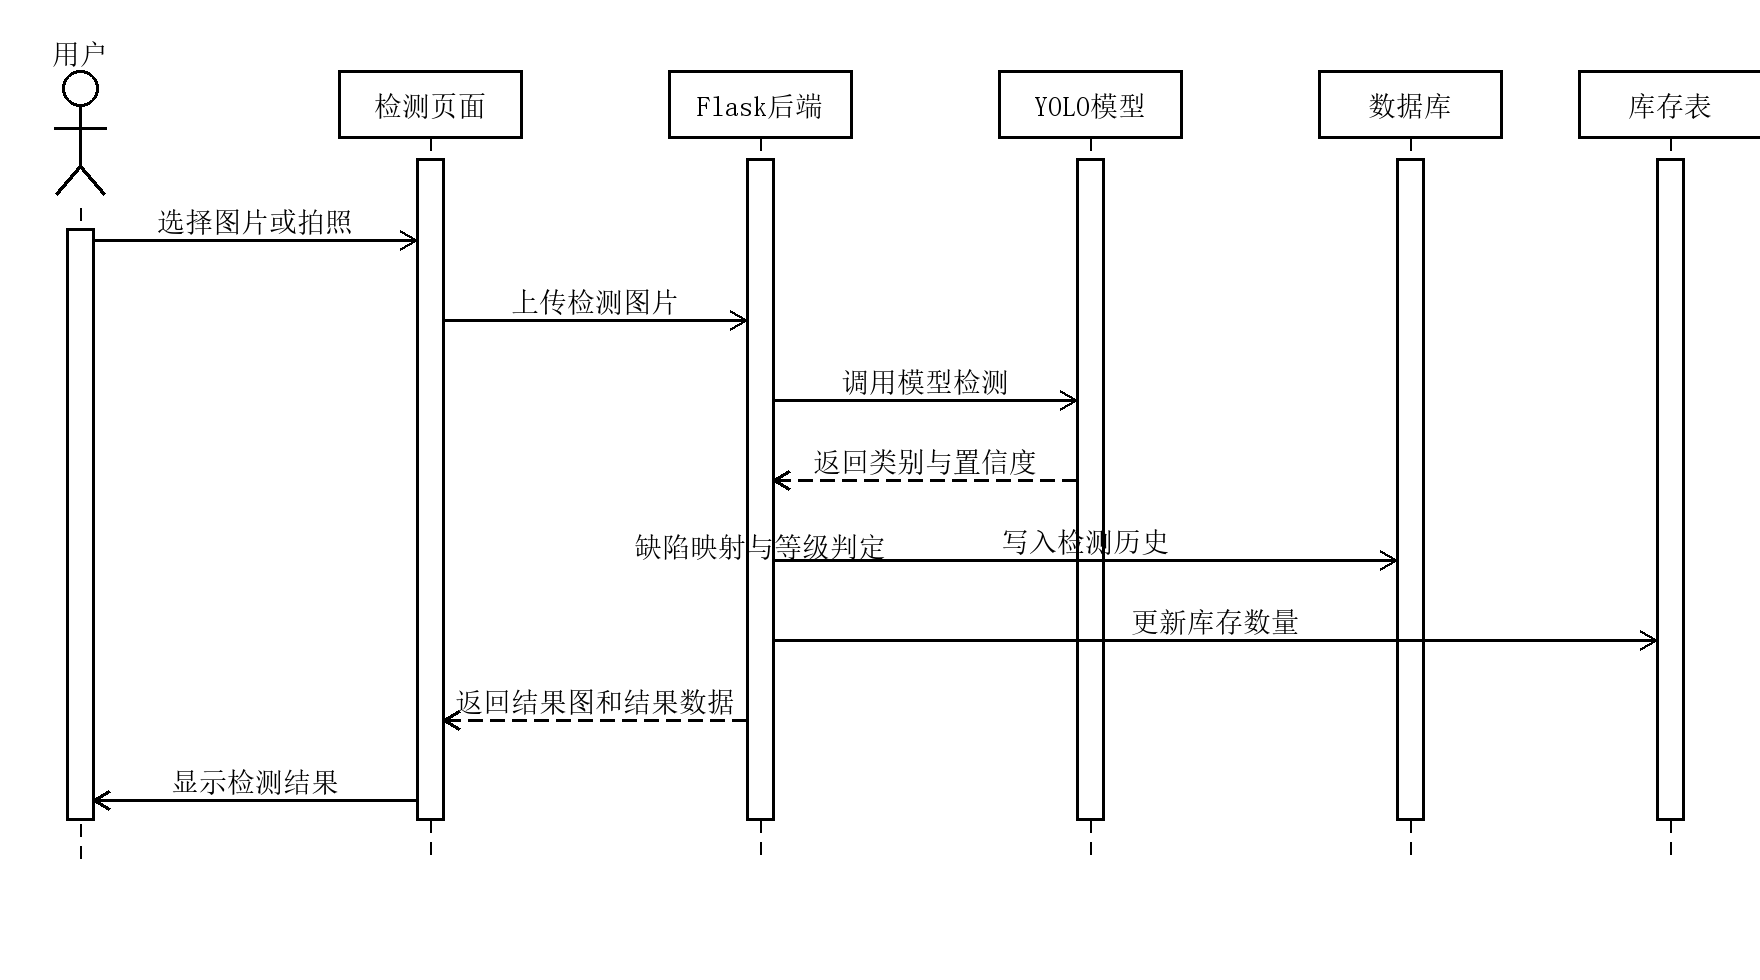 用户
检测页面
Flask后端
YOLO模型
数据库
库存表
选择图片或拍照
上传检测图片
调用模型检测
返回类别与置信度
缺陷映射与等级判定
写入检测历史
更新库存数量
返回结果图和结果数据
显示检测结果